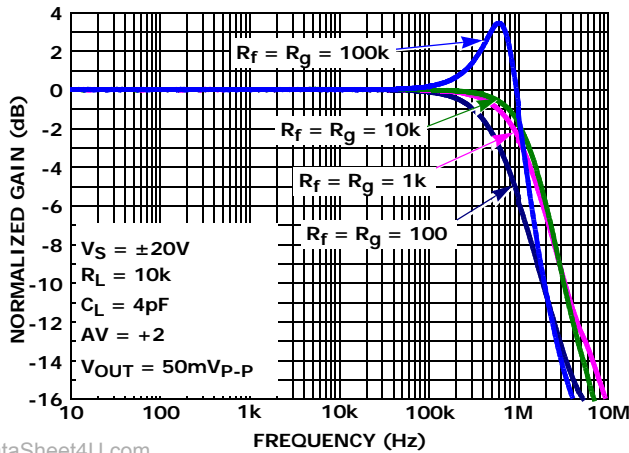 4
2
0
-2
-4
-6
-8
-10
-12
-14
-16
NORMALIZED GAIN (dB)
Rf = Rg = 100k
Rf = Rg = 10k
Rf = Rg = 1k
Rf = Rg = 100
VS = ±20V
RL = 10k
CL = 4pF
AV = +2
VOUT = 50mVP-P
10 100 1k 10k 100k 1M 10M
FREQUENCY (Hz)
taSheet4U.com